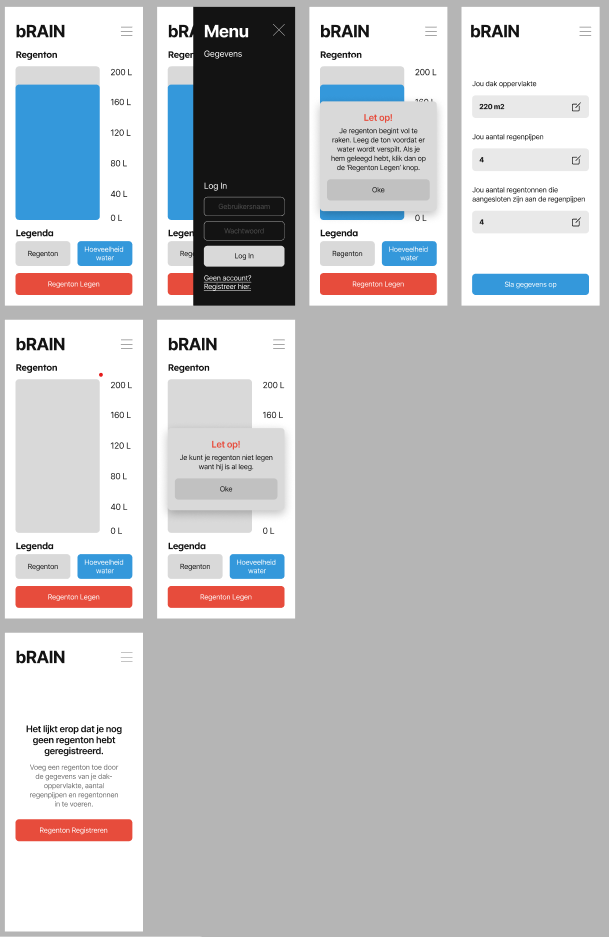 bRAIN
Regenton
200 L
160 L
120 L
80 L
40 L
0 L
Legenda
Regenton
Hoeveelheid
water
Regenton Legen
bRA
Regen
Legen
Reg
Menu
Gegevens
Log In
Gebruikersnaam
Wachtwoord
Log In
Geen account?
Registreer hier.
bRAIN
Regenton
200 L
160 L
Let op!
Je regenton begint vol te
raken. Leeg de ton voordat er
water wordt verspilt. Als je
hem geleegd hebt, klik dan op
de 'Regenton Legen' knop.
Oke
0 L
Legenda
Regenton
Hoeveelheid
water
Regenton Legen
bRAIN
Jou dak oppervlakte
220 m2
Jou aantal regenpijpen
4
Jou aantal regentonnen die
aangesloten zijn aan de regenpijpen
4
Sla gegevens op
bRAIN
Regenton
200 L
160 L
120 L
80 L
40 L
0 L
Legenda
Regenton
Hoeveelheid
water
Regenton Legen
bRAIN
Regenton
200 L
160 L
Let op!
Je kunt je regenton niet legen
want hij is al leeg.
Oke
0 L
Legenda
Regenton
Hoeveelheid
water
Regenton Legen
bRAIN
Het lijkt erop dat je nog
geen regenton hebt
geregistreerd.
Voeg een regenton toe door
de gegevens van je dak-
oppervlakte, aantal
regenpijpen en regentonnen
in te voeren.
Regenton Registreren